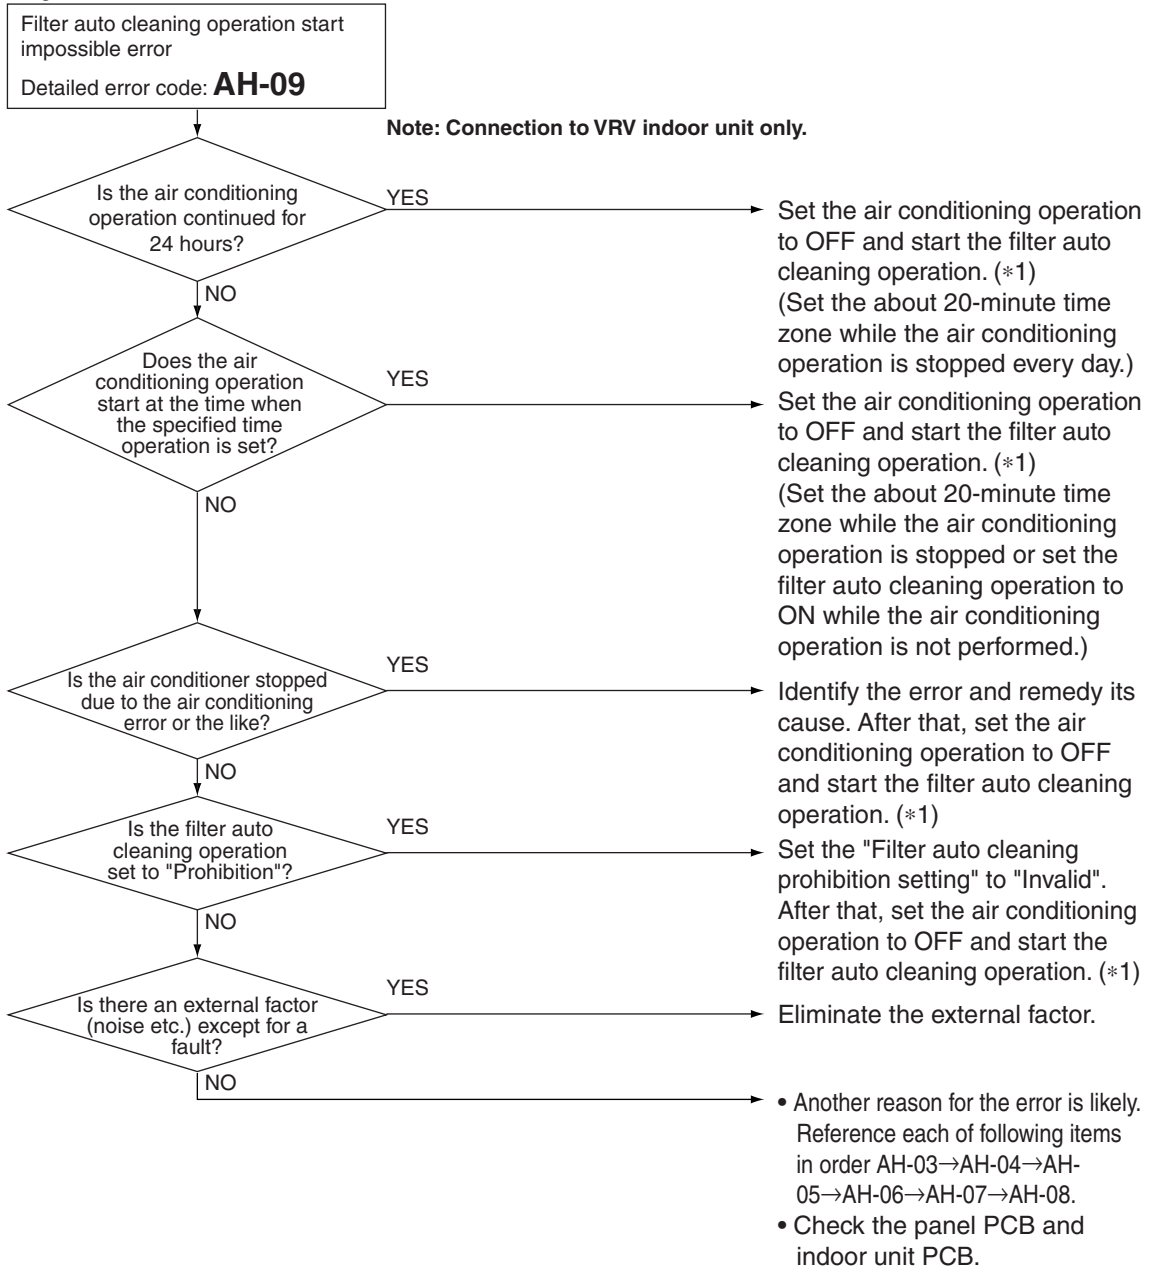 Filter auto cleaning operation start
impossible error
Detailed error code: AH-09
Note: Connection to VRV indoor unit only.
Is the air conditioning
operation continued for
24 hours?
YES
Set the air conditioning operation
to OFF and start the filter auto
cleaning operation. (*1)
(Set the about 20-minute time
zone while the air conditioning
operation is stopped every day.)
NO
Does the air
conditioning operation
start at the time when
the specified time
operation is set?
YES
Set the air conditioning operation
to OFF and start the filter auto
cleaning operation. (*1)
(Set the about 20-minute time
zone while the air conditioning
operation is stopped or set the
filter auto cleaning operation to
ON while the air conditioning
operation is not performed.)
NO
Is the air conditioner stopped
due to the air conditioning
error or the like?
YES
Identify the error and remedy its
cause. After that, set the air
conditioning operation to OFF
and start the filter auto cleaning
operation. (*1)
NO
Is the filter auto
cleaning operation
set to "Prohibition"?
YES
Set the "Filter auto cleaning
prohibition setting" to "Invalid".
After that, set the air conditioning
operation to OFF and start the
filter auto cleaning operation. (*1)
NO
Is there an external factor
(noise etc.) except for a
fault?
YES
Eliminate the external factor.
NO
• Another reason for the error is likely.
Reference each of following items
in order AH-03→AH-04→AH-
05→AH-06→AH-07→AH-08.
• Check the panel PCB and
indoor unit PCB.